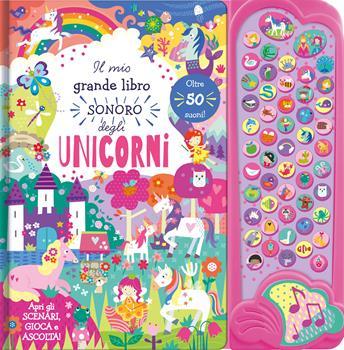 Il mio
grande libro
SONORO
degli
UNICORNI
Oltre
50
suoni!
Apri gli
SCENARI,
GIOCA e
ASCOLTA!